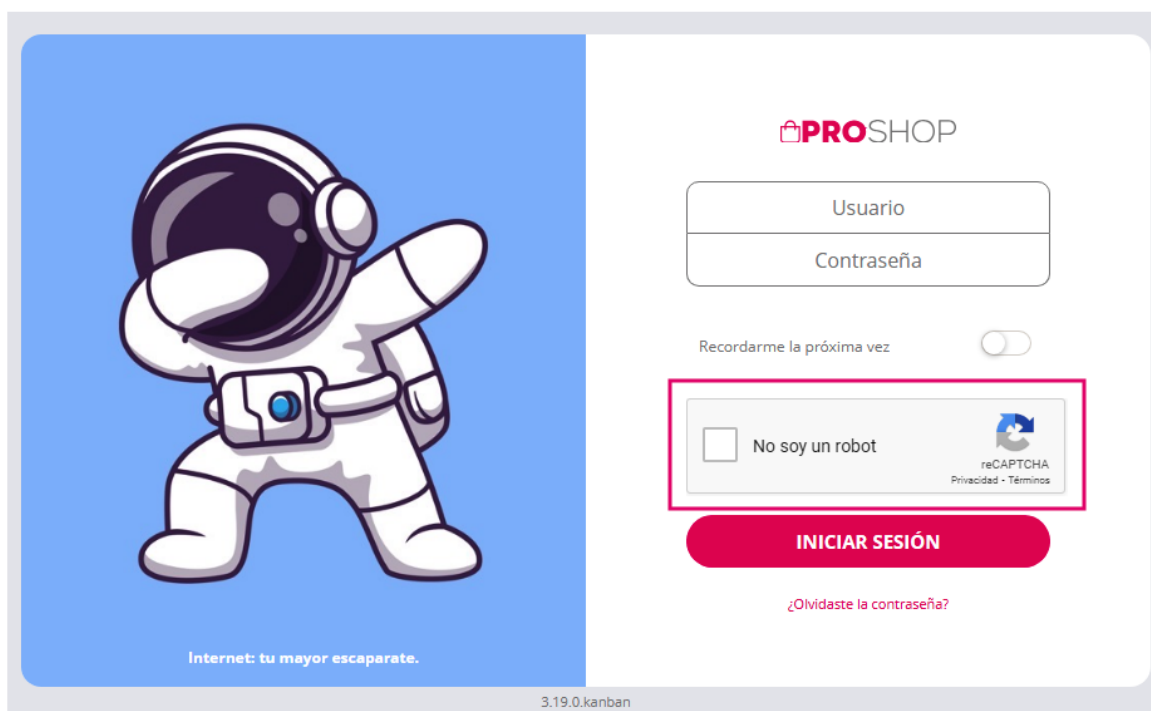 PROSHOP
Usuario
Contraseña
Recordarme la próxima vez
No soy un robot
reCAPTCHA
Privacidad - Términos
INICIAR SESIÓN
¿Olvidaste la contraseña?
Internet: tu mayor escaparate.
3.19.0.kanban